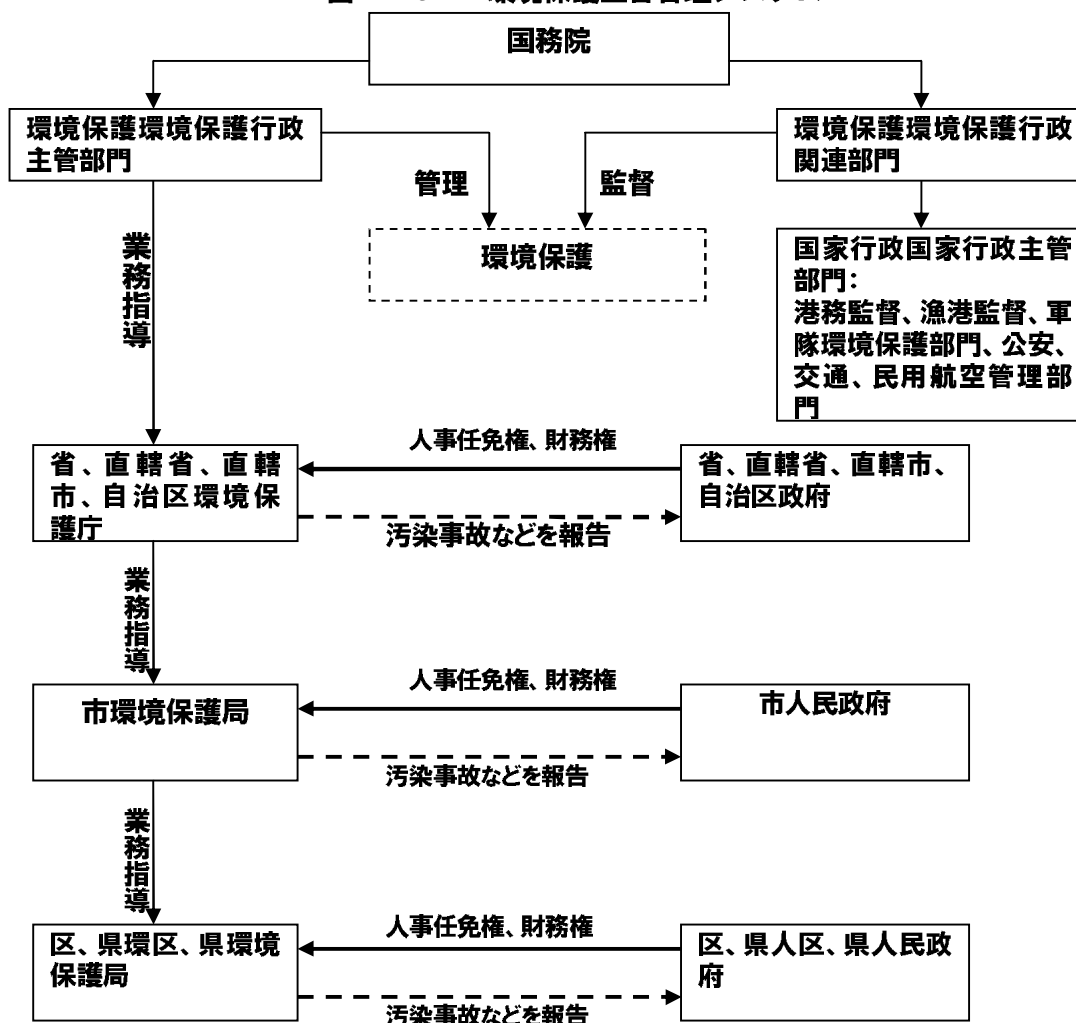 国務院
環境保護環境保護行政
主管部門
環境保護環境保護行政
関連部門
管理
監督
環境保護
業務指導
国家行政国家行政主管
部門：
港務監督、漁港監督、軍
隊環境保護部門、公安、
交通、民用航空管理部
門
省、直轄省、直轄
市、自治区環境保
護庁
人事任免権、財務権
汚染事故などを報告
省、直轄省、直轄市、
自治区政府
業務指導
市環境保護局
人事任免権、財務権
汚染事故などを報告
市人民政府
業務指導
区、県環区、県環境
保護局
人事任免権、財務権
汚染事故などを報告
区、県人区、県人民政
府